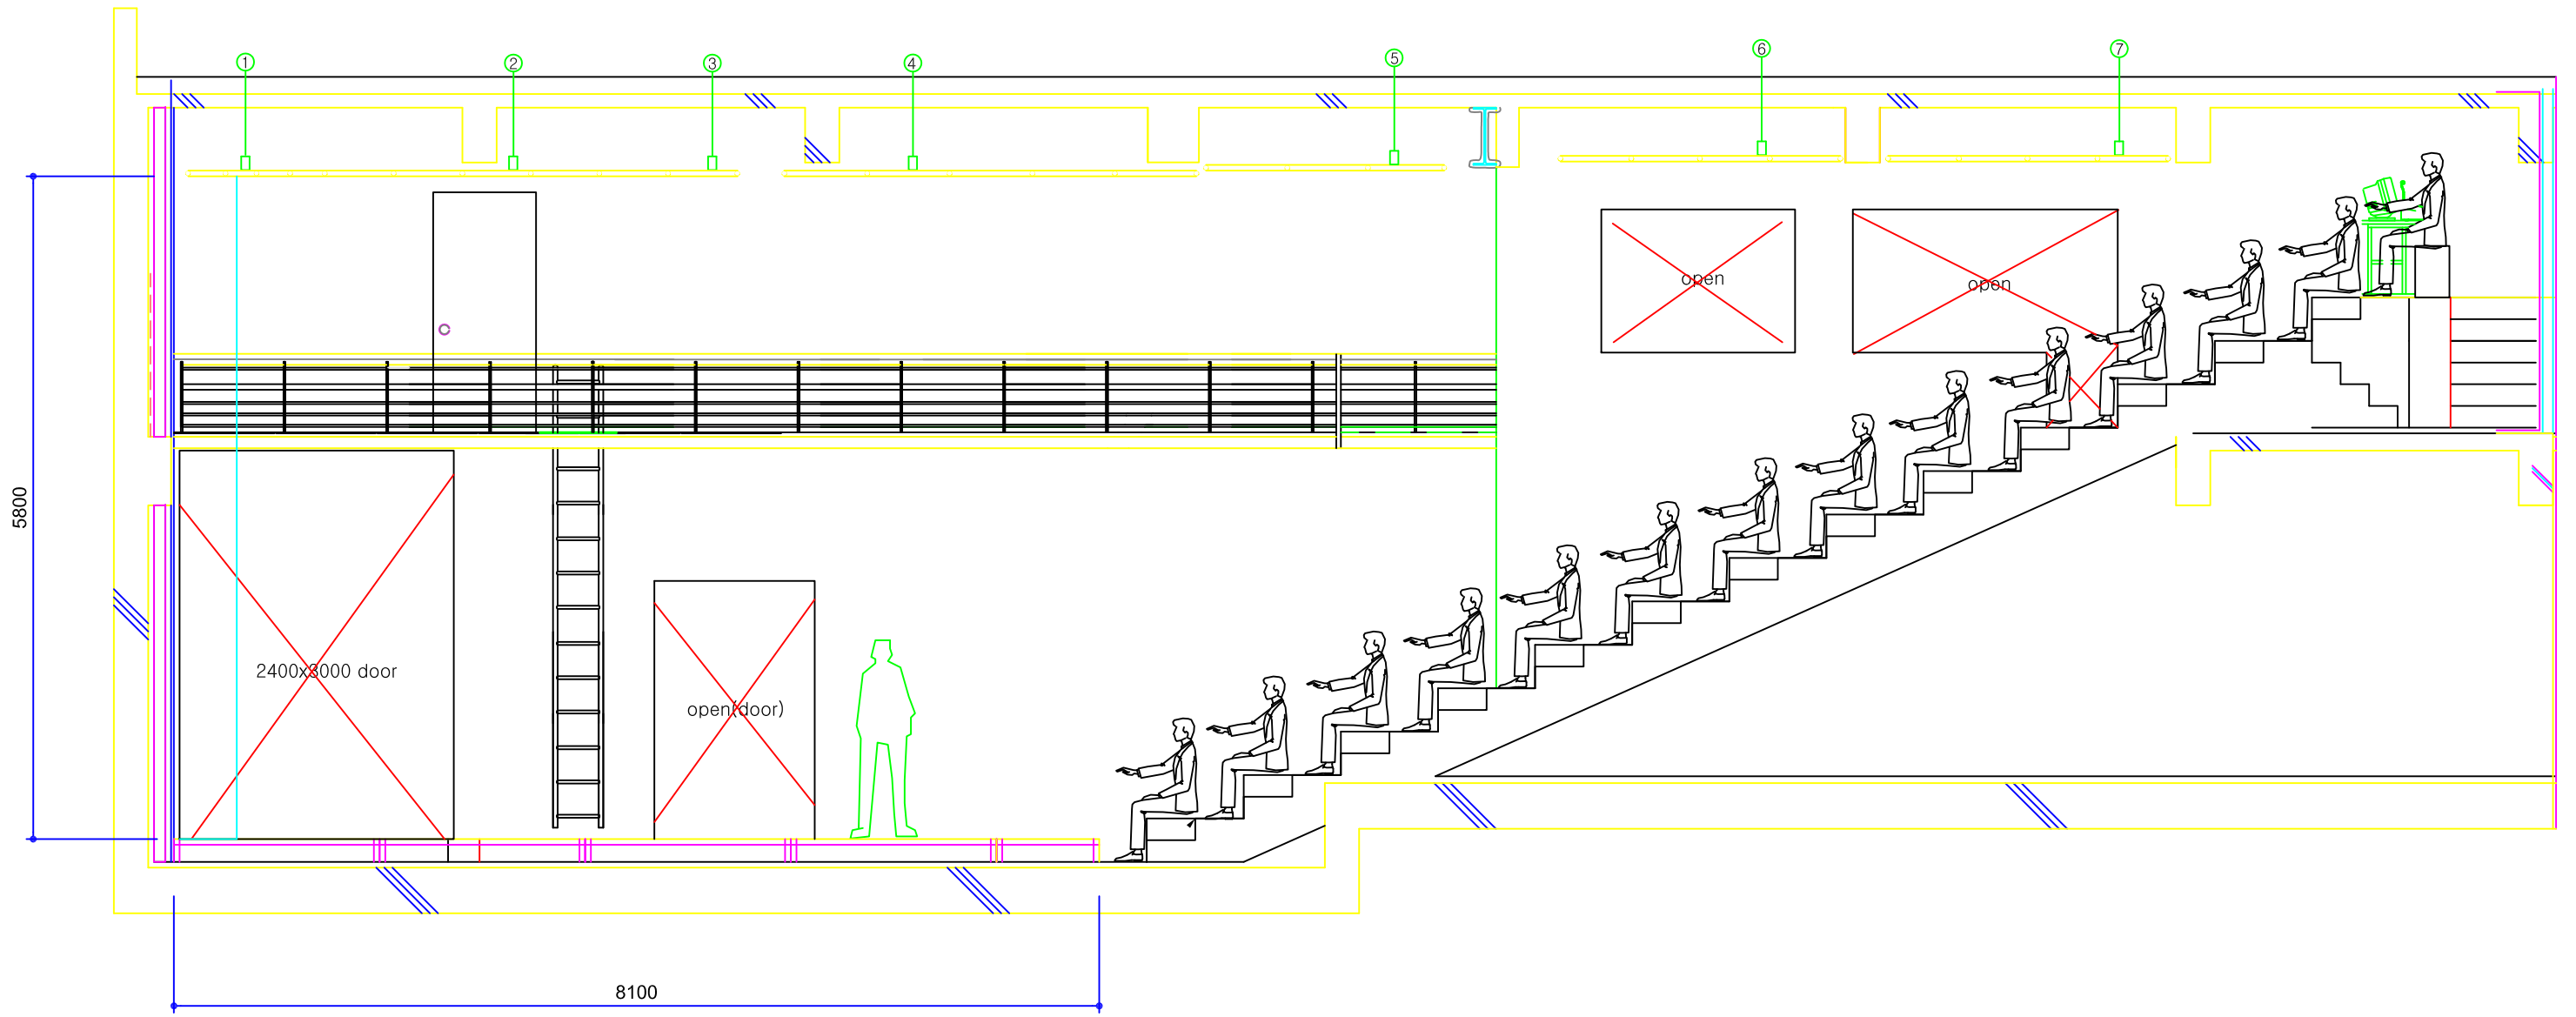 ① ② ③ ④ ⑤ ⑥ ⑦
open open
5800
2400x3000 door
open(door)
8100